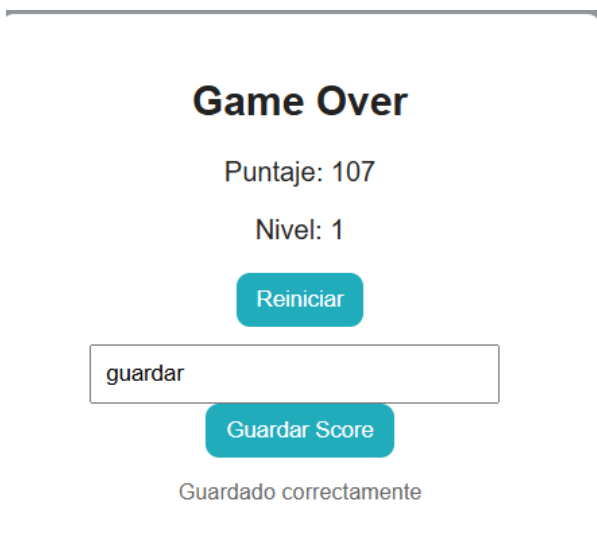 Game Over
Puntaje: 107
Nivel: 1
Reiniciar
guardar
Guardar Score
Guardado correctamente